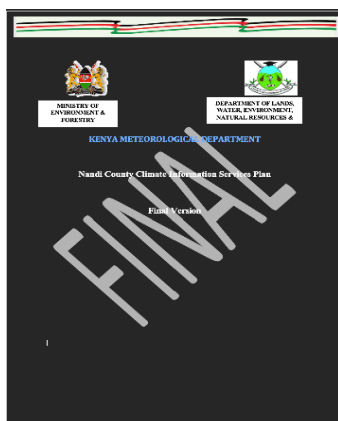 MINISTRY OF
ENVIRONMENT &
FORESTRY
DEPARTMENT OF LANDS,
WATER, ENVIRONMENT,
NATURAL RESOURCES &
KENYA METEOROLOGICAL DEPARTMENT
Nandi County Climate Information Services Plan
Final Version
FINAL